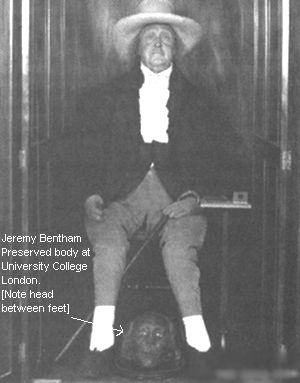 Jeremy Bentham
Preserved body at
University College
London.
[Note head
between feet]